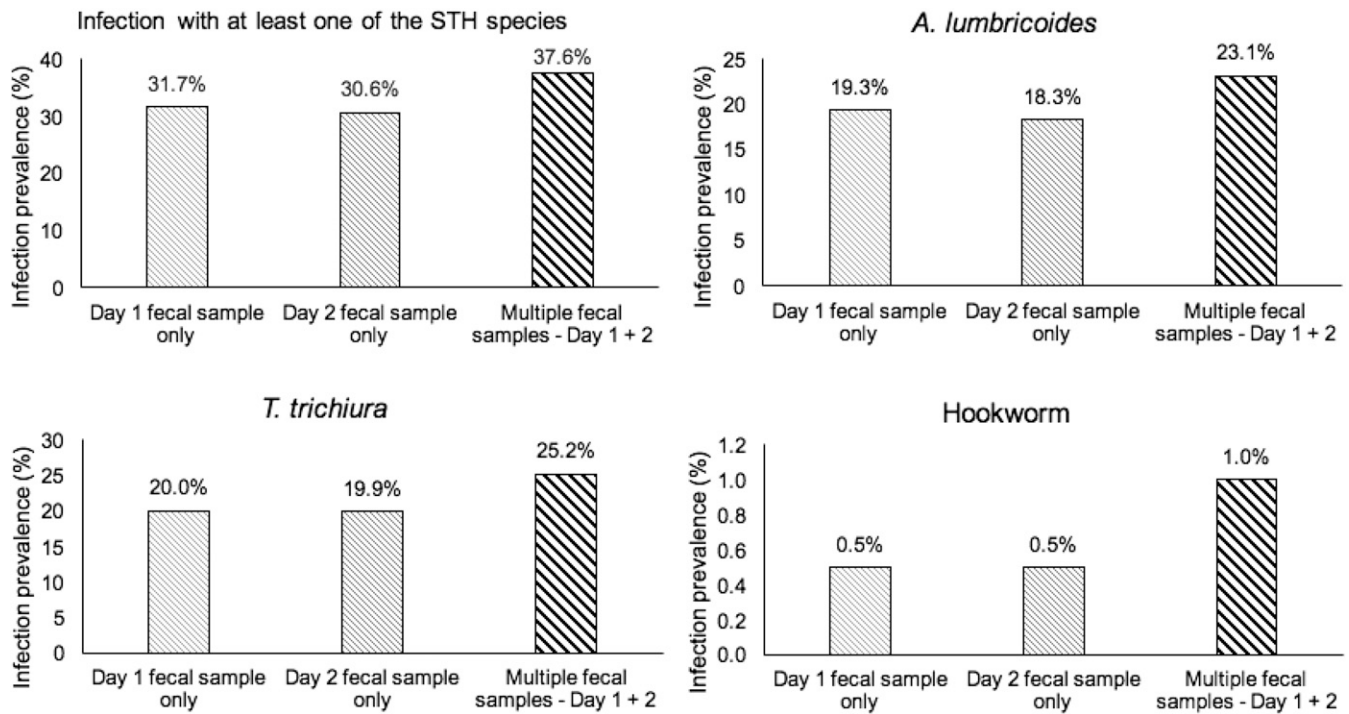 Infection with at least one of the STH species
Infection prevalence (%)
40
30
20
10
0
31.7%
30.6%
37.6%
Day 1 fecal sample
only
Day 2 fecal sample
only
Multiple fecal
samples - Day 1 + 2
A. lumbricoides
Infection prevalence (%)
25
20
15
10
5
0
19.3%
18.3%
23.1%
Day 1 fecal sample
only
Day 2 fecal sample
only
Multiple fecal
samples - Day 1 + 2
T. trichiura
Infection prevalence (%)
30
25
20
15
10
5
0
20.0%
19.9%
25.2%
Day 1 fecal sample
only
Day 2 fecal sample
only
Multiple fecal
samples - Day 1 + 2
Hookworm
Infection prevalence (%)
1.2
1.0
0.8
0.6
0.4
0.2
0.0
0.5%
0.5%
1.0%
Day 1 fecal sample
only
Day 2 fecal sample
only
Multiple fecal
samples - Day 1 + 2